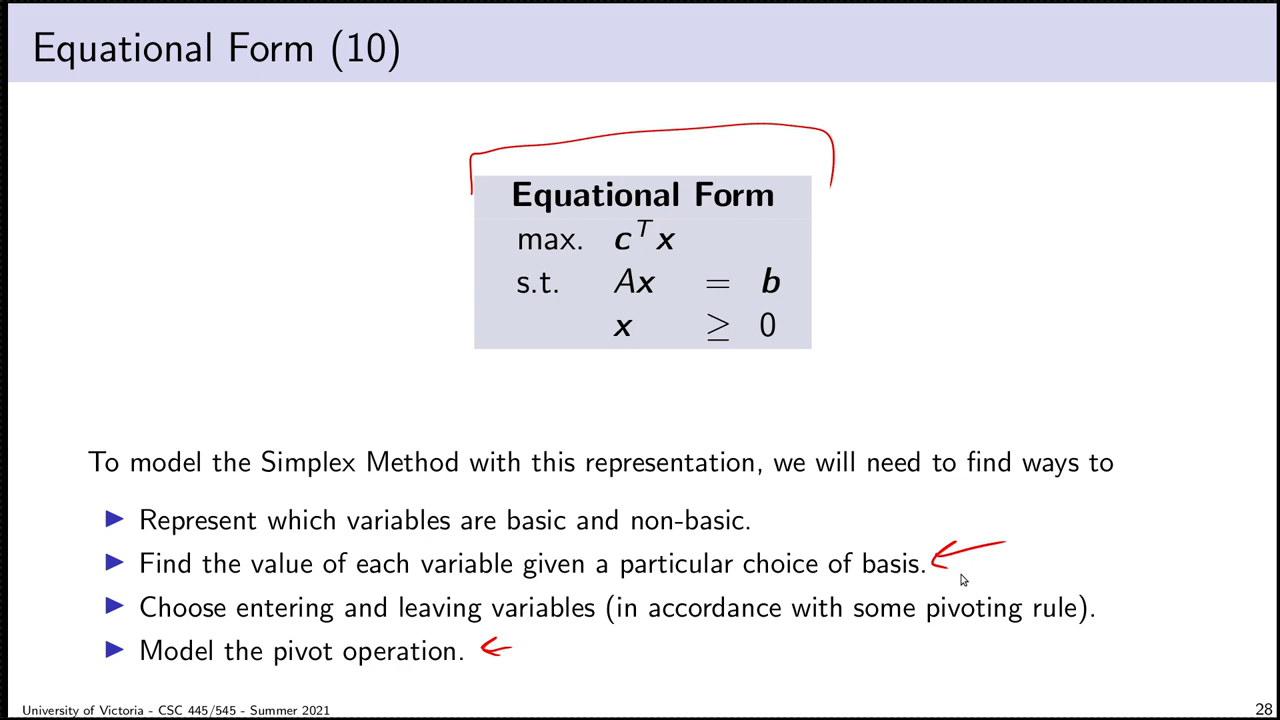 Equational Form (10)
Equational Form
max. c^T x
s.t. Ax = b
x ≥ 0
To model the Simplex Method with this representation, we will need to find ways to
▶ Represent which variables are basic and non-basic.
▶ Find the value of each variable given a particular choice of basis.
▶ Choose entering and leaving variables (in accordance with some pivoting rule).
▶ Model the pivot operation.
University of Victoria - CSC 445/545 - Summer 2021
28